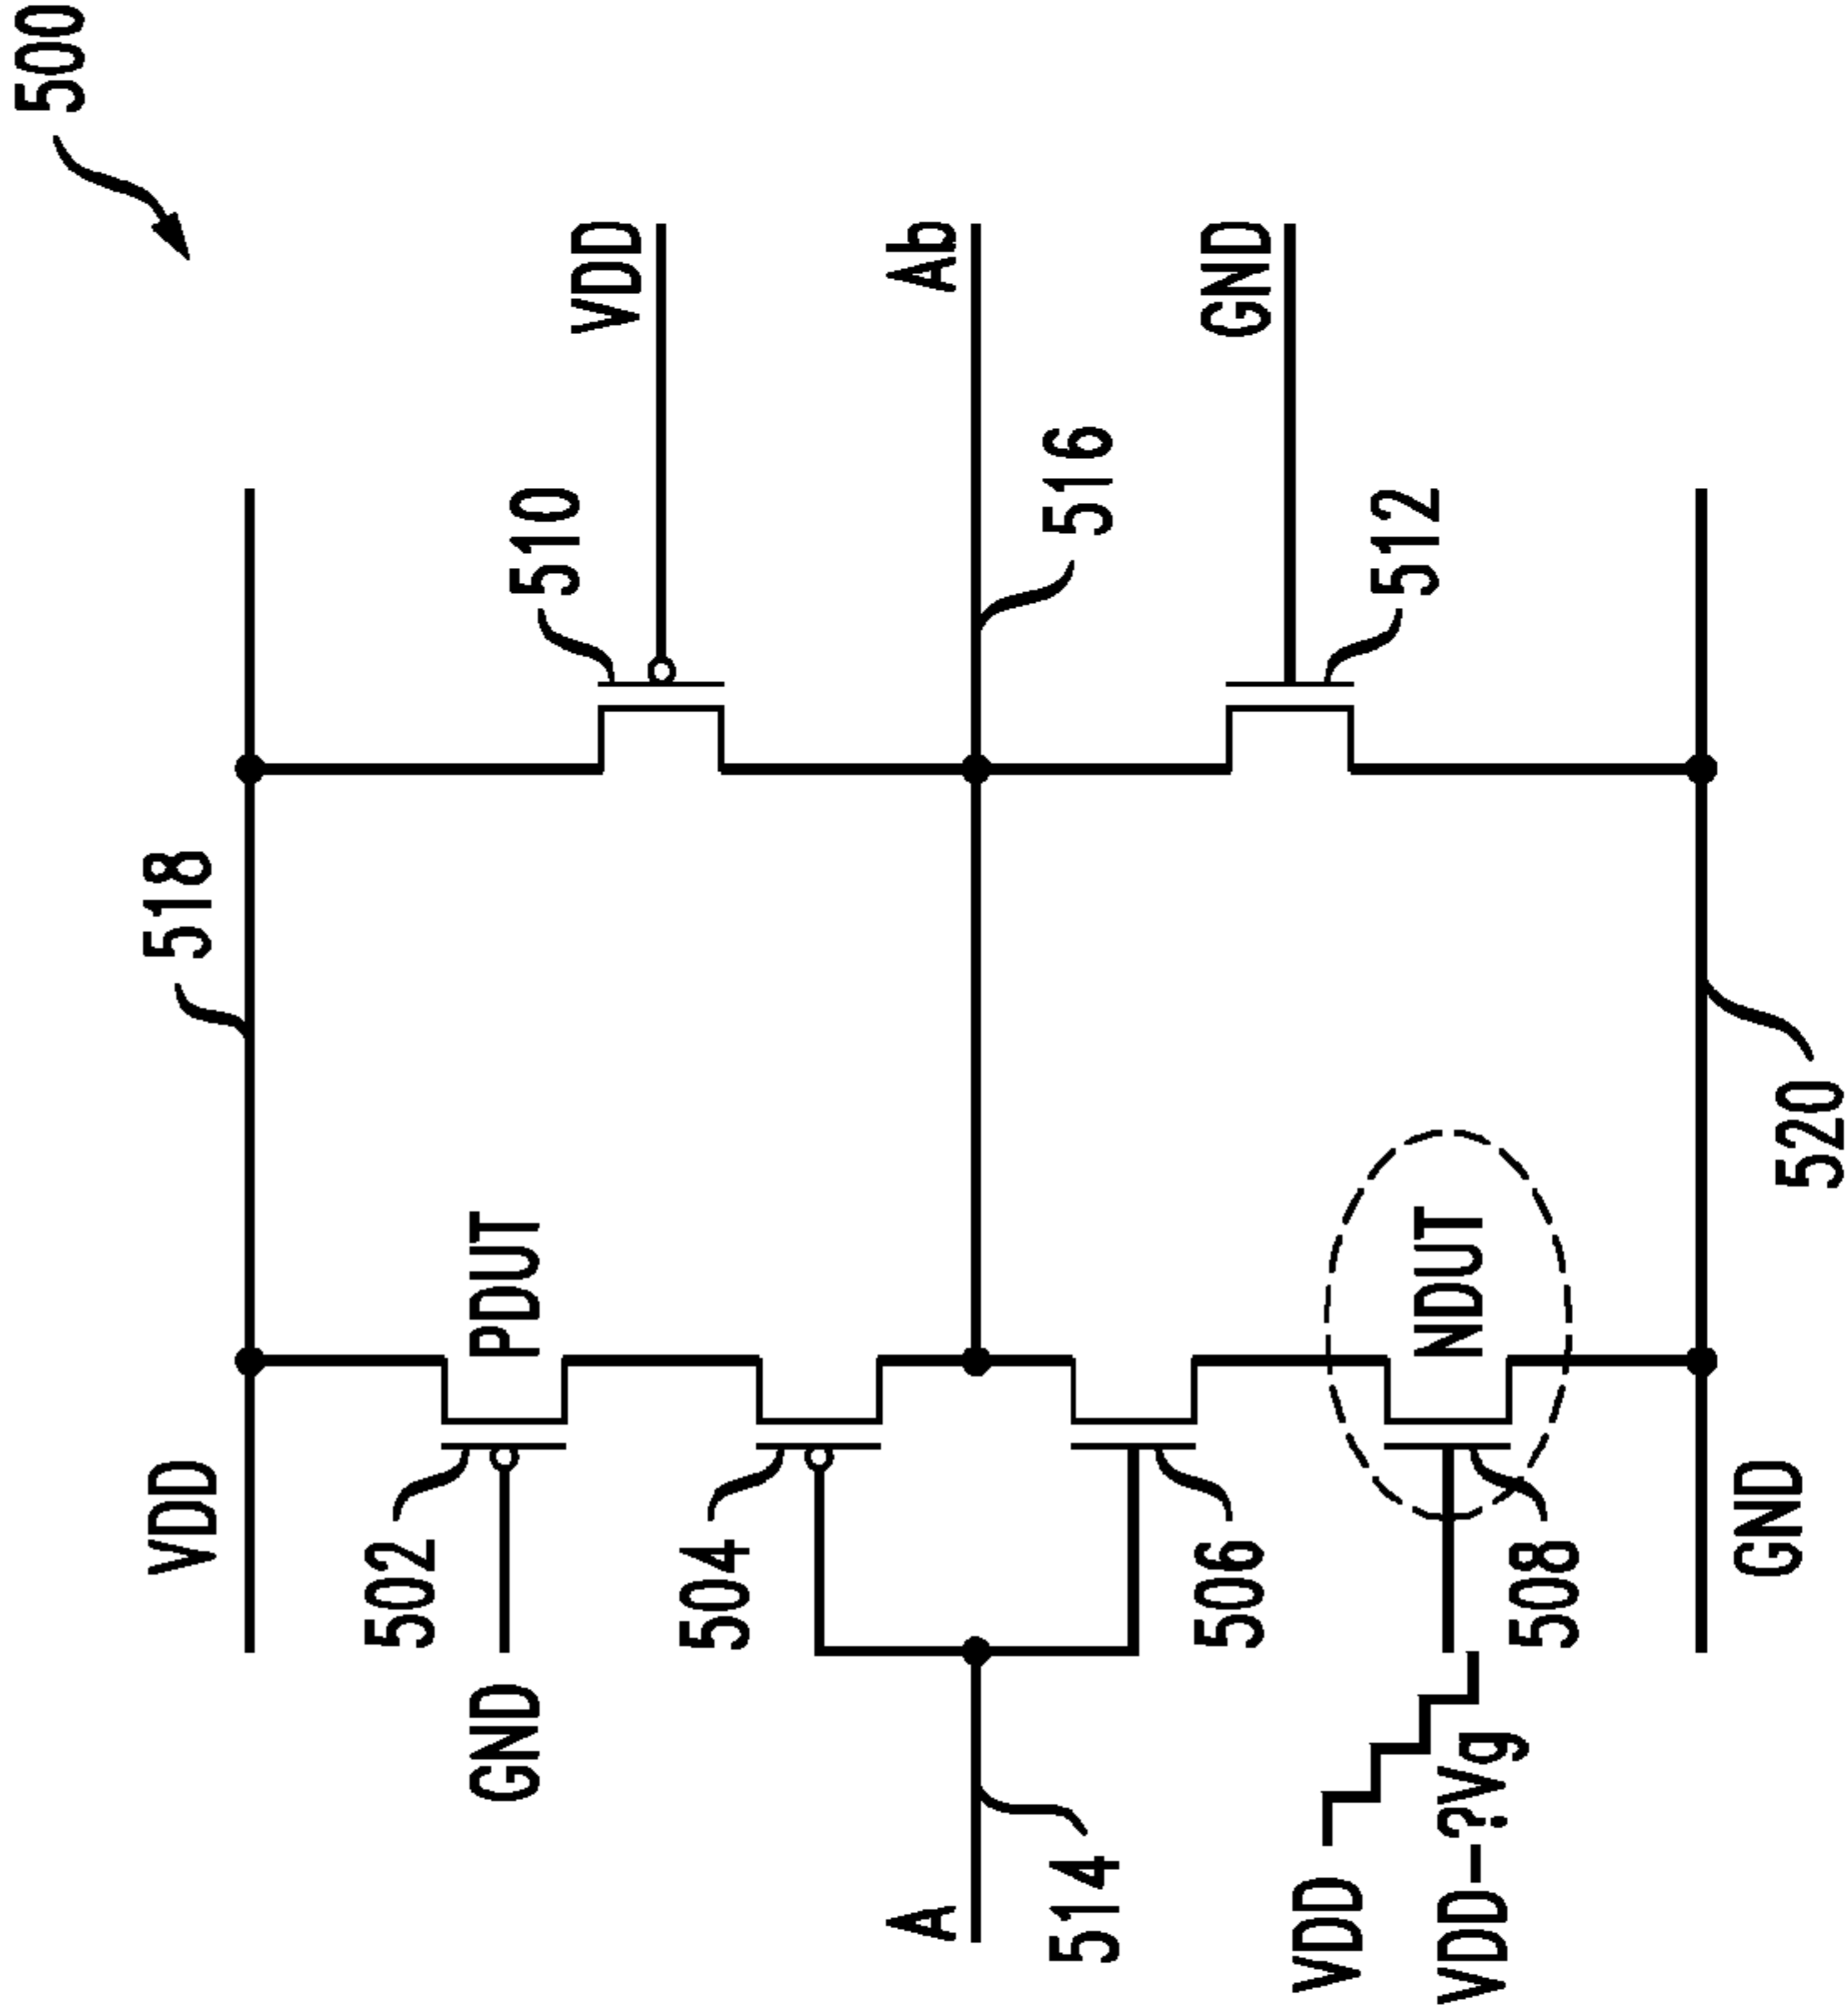 500
VDD
518
VDD
510
502
PDUT
GND
504
A
Ab
516
514
506
GND
512
VDD
VDD-?Vg
NDUT
508
GND
520